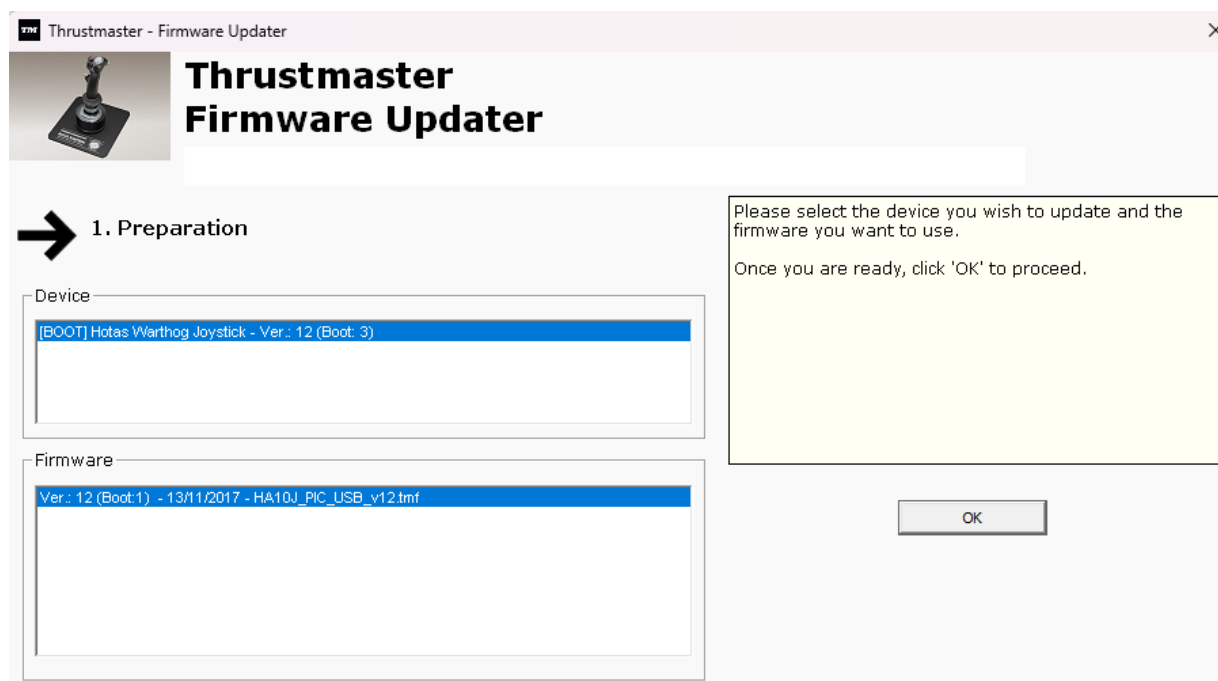 TM Thrustmaster - Firmware Updater
Thrustmaster
Firmware Updater
1. Preparation
Please select the device you wish to update and the
firmware you want to use.
Once you are ready, click 'OK' to proceed.
Device
[BOOT] Hotas Warthog Joystick - Ver.: 12 (Boot: 3)
Firmware
Ver.: 12 (Boot:1) - 13/11/2017 - HA10J_PIC_USB_v12.tmf
OK